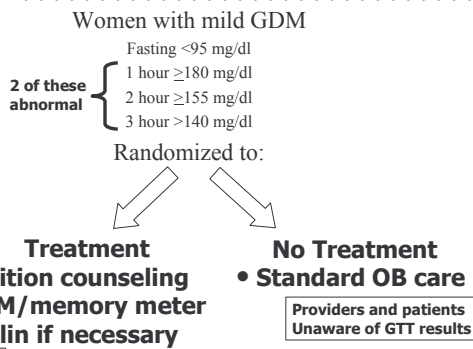 Women with mild GDM
Fasting <95 mg/dl
1 hour ≥180 mg/dl
2 hour ≥155 mg/dl
3 hour >140 mg/dl
2 of these
abnormal
Randomized to:
Treatment
ition counseling
M/memory meter
lin if necessary
No Treatment
• Standard OB care
Providers and patients
Unaware of GTT results